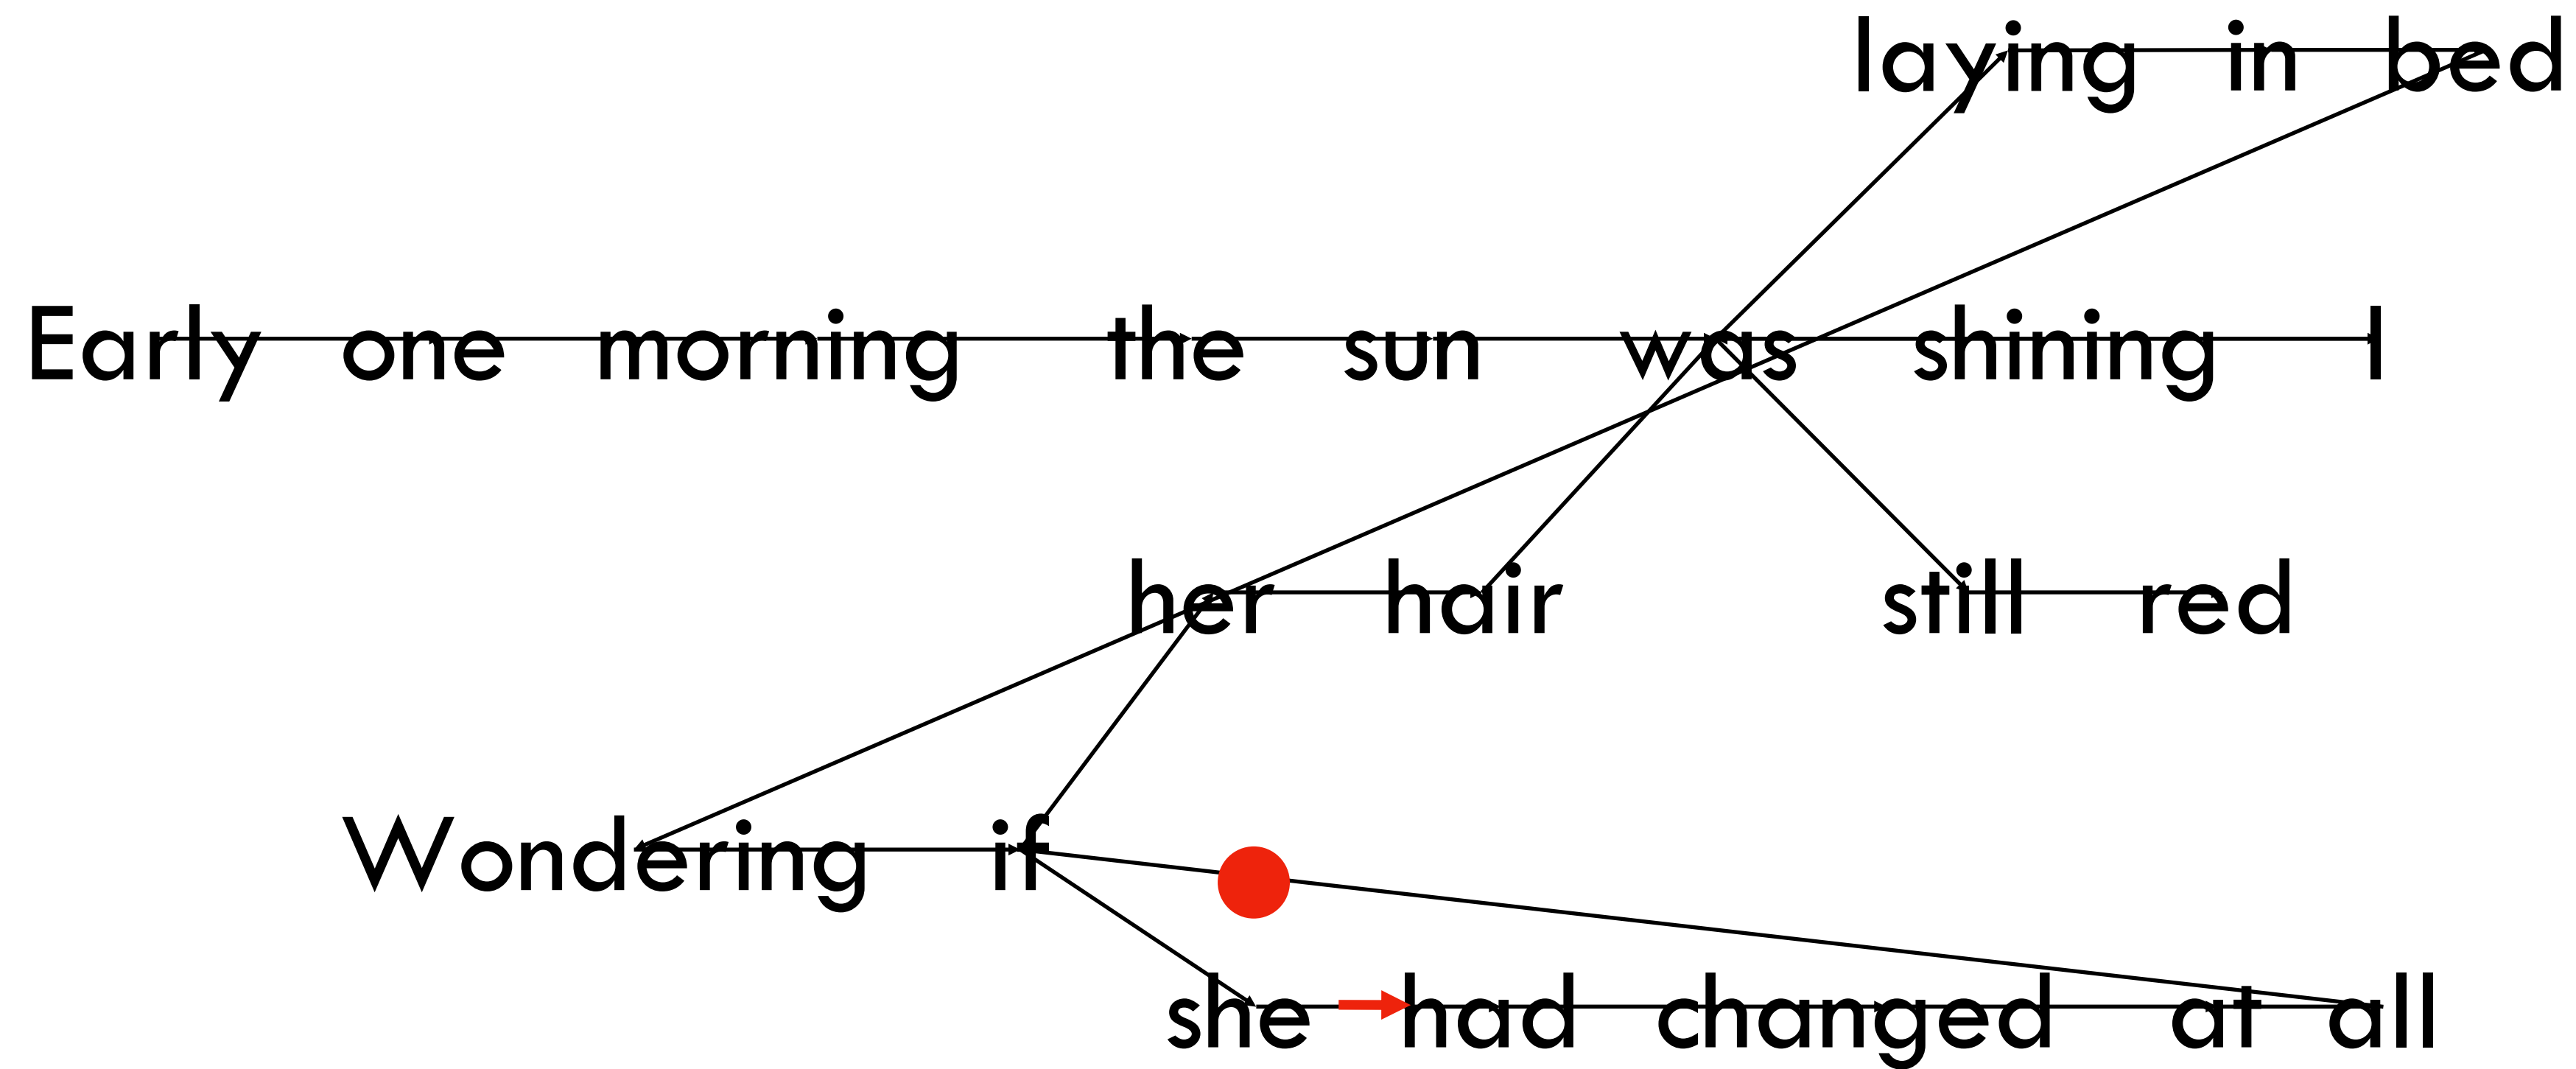 laying in bed
Early one morning the sun was shining I
her hair still red
Wondering if
she had changed at all